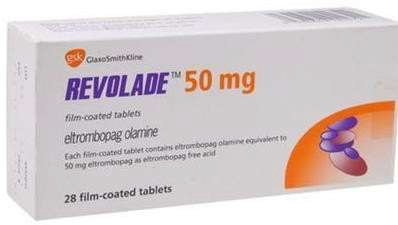 gsk GlaxoSmithKline
REVOLADE™ 50 mg
film-coated tablets
eltrombopag olamine
Each film-coated tablet contains eltrombopag olamine equivalent to
50 mg eltrombopag as eltrombopag free acid
28 film-coated tablets